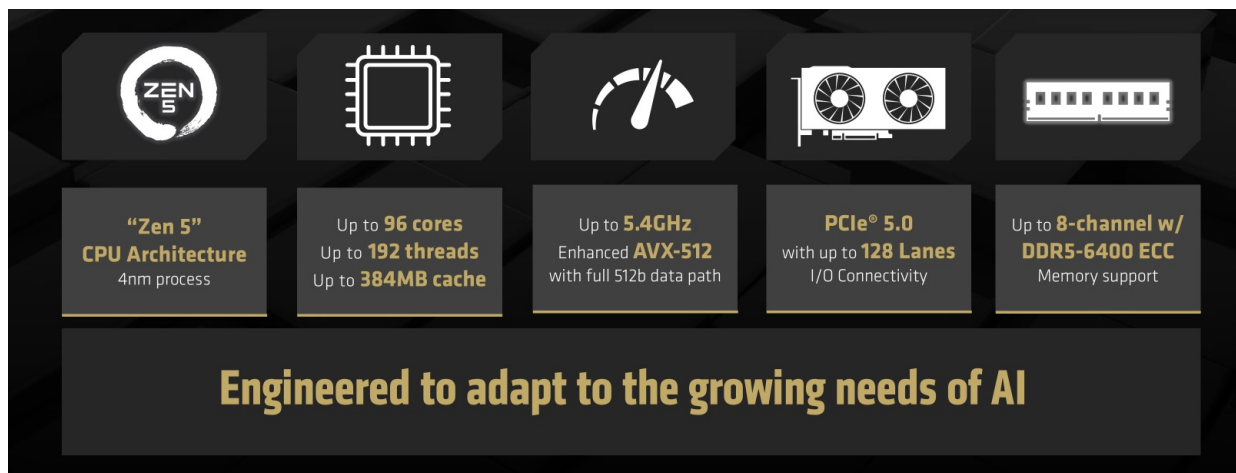 ZEN
5
“Zen 5”
CPU Architecture
4nm process
Up to 96 cores
Up to 192 threads
Up to 384MB cache
Up to 5.4GHz
Enhanced AVX-512
with full 512b data path
PCIe® 5.0
with up to 128 Lanes
I/O Connectivity
Up to 8-channel w/
DDR5-6400 ECC
Memory support
Engineered to adapt to the growing needs of AI